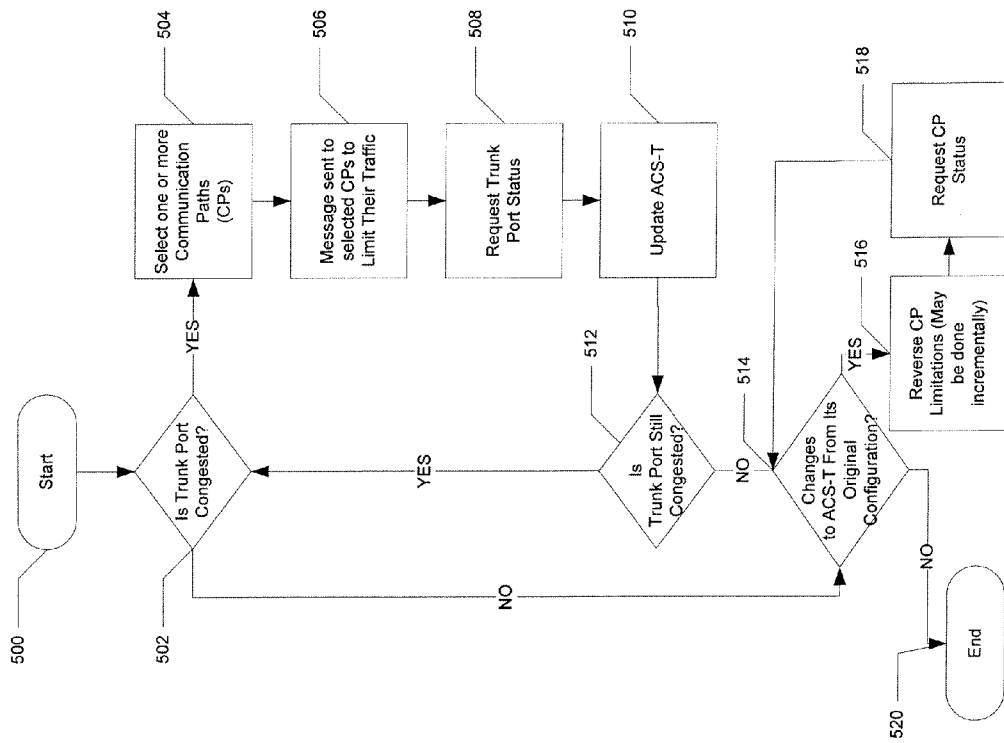 500
Start
502
Is Trunk Port
Congested?
YES
NO
504
Select one or more
Communication
Paths
(CPs)
506
Message sent to
selected CPs to
Limit Their Traffic
508
Request Trunk
Port Status
510
Update ACS-T
512
Is
Trunk Port Still
Congested?
YES
NO
514
Changes
to ACS-T From Its
Original
Configuration?
YES
NO
516
Reverse CP
Limitations (May
be done
incrementally)
518
Request CP
Status
520
End